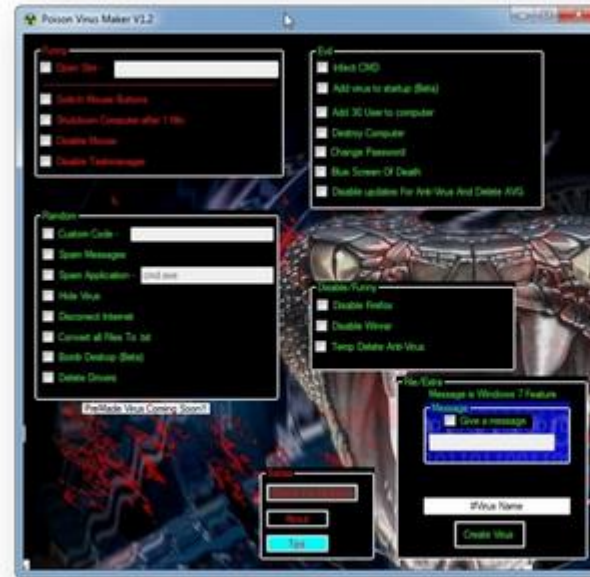 Poison Virus Maker V1.2
Funny
Open Site -
Switch Mouse Buttons
Shutdown Computer after 1 Min
Disable Mouse
Disable Taskmanager
Evil
Infect CMD
Add virus to startup (Beta)
Add 30 User to computer
Destroy Computer
Change Password
Blue Screen Of Death
Disable updates For Anti-Virus And Delete AVG
Random
Custom Code -
Spam Messages
Spam Application - cmd.exe
Hide Virus
Disconect Internet
Convert all Files To .txt
Bomb Desktop (Beta)
Delete Drivers
PreMade Virus Coming Soon!!
Disable/Funny
Disable Firefox
Disable Winrar
Temp Delete Anti-Virus
File/Extra
Message is Windows 7 Feature
Message
Give a message
#Virus Name
Create Virus
About
Tips